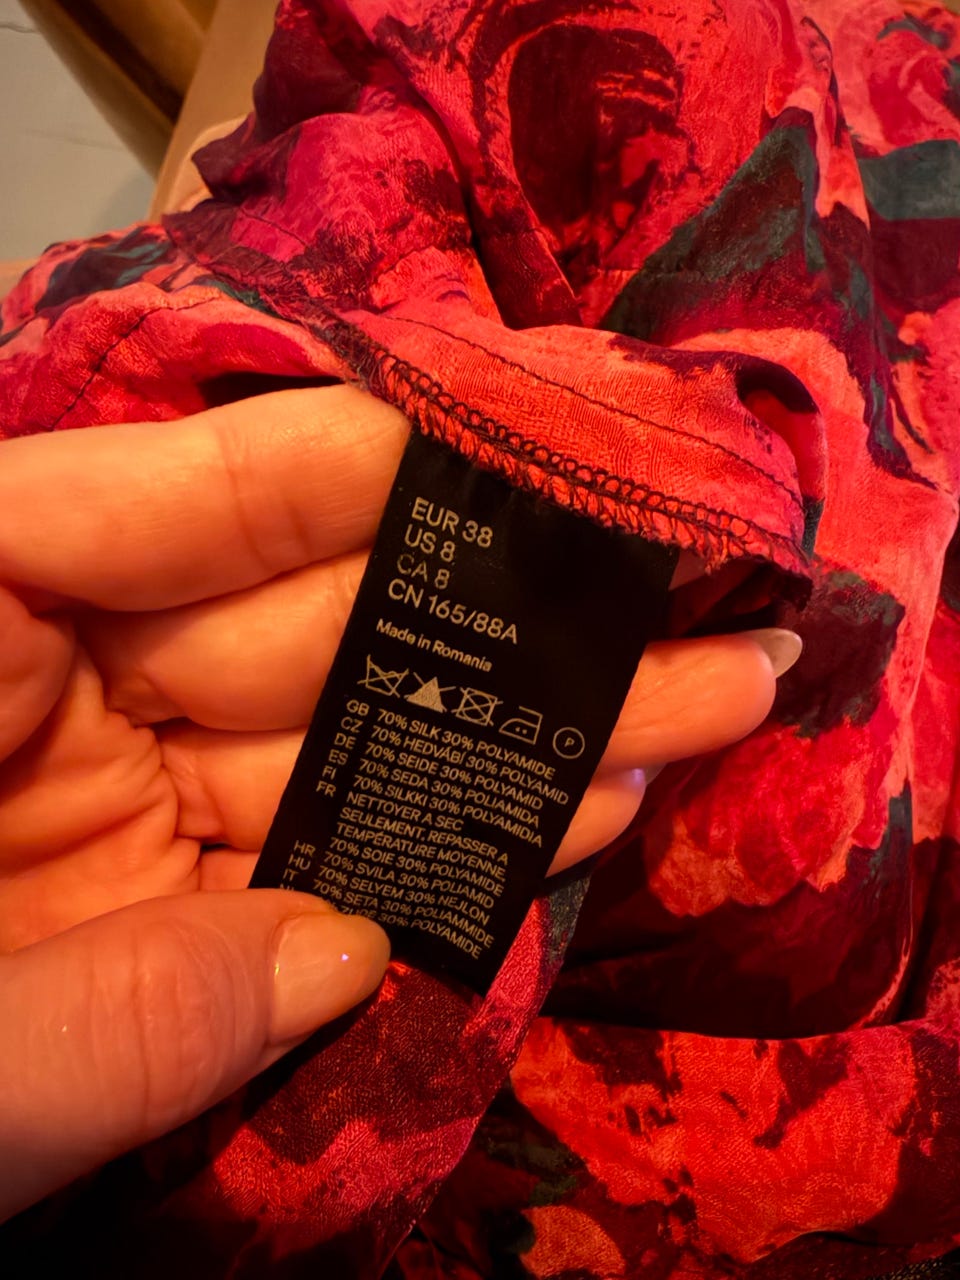 EUR 38
US 8
CA 8
CN 165/88A
Made in Romania
P
GB 70% SILK 30% POLYAMIDE
CZ 70% HEDVÁBÍ 30% POLYAMID
DE 70% SEIDE 30% POLYAMID
ES 70% SEDA 30% POLIAMIDA
FI 70% SILKKI 30% POLYAMIDIA
FR NETTOYER A SEC
SEULEMENT, REPASSER A
TEMPÉRATURE MOYENNE
70% SOIE 30% POLYAMIDE
HR 70% SVILA 30% POLIAMID
HU 70% SELYEM 30% NEJLON
IT 70% SETA 30% POLIAMMIDE
30% POLYAMIDE